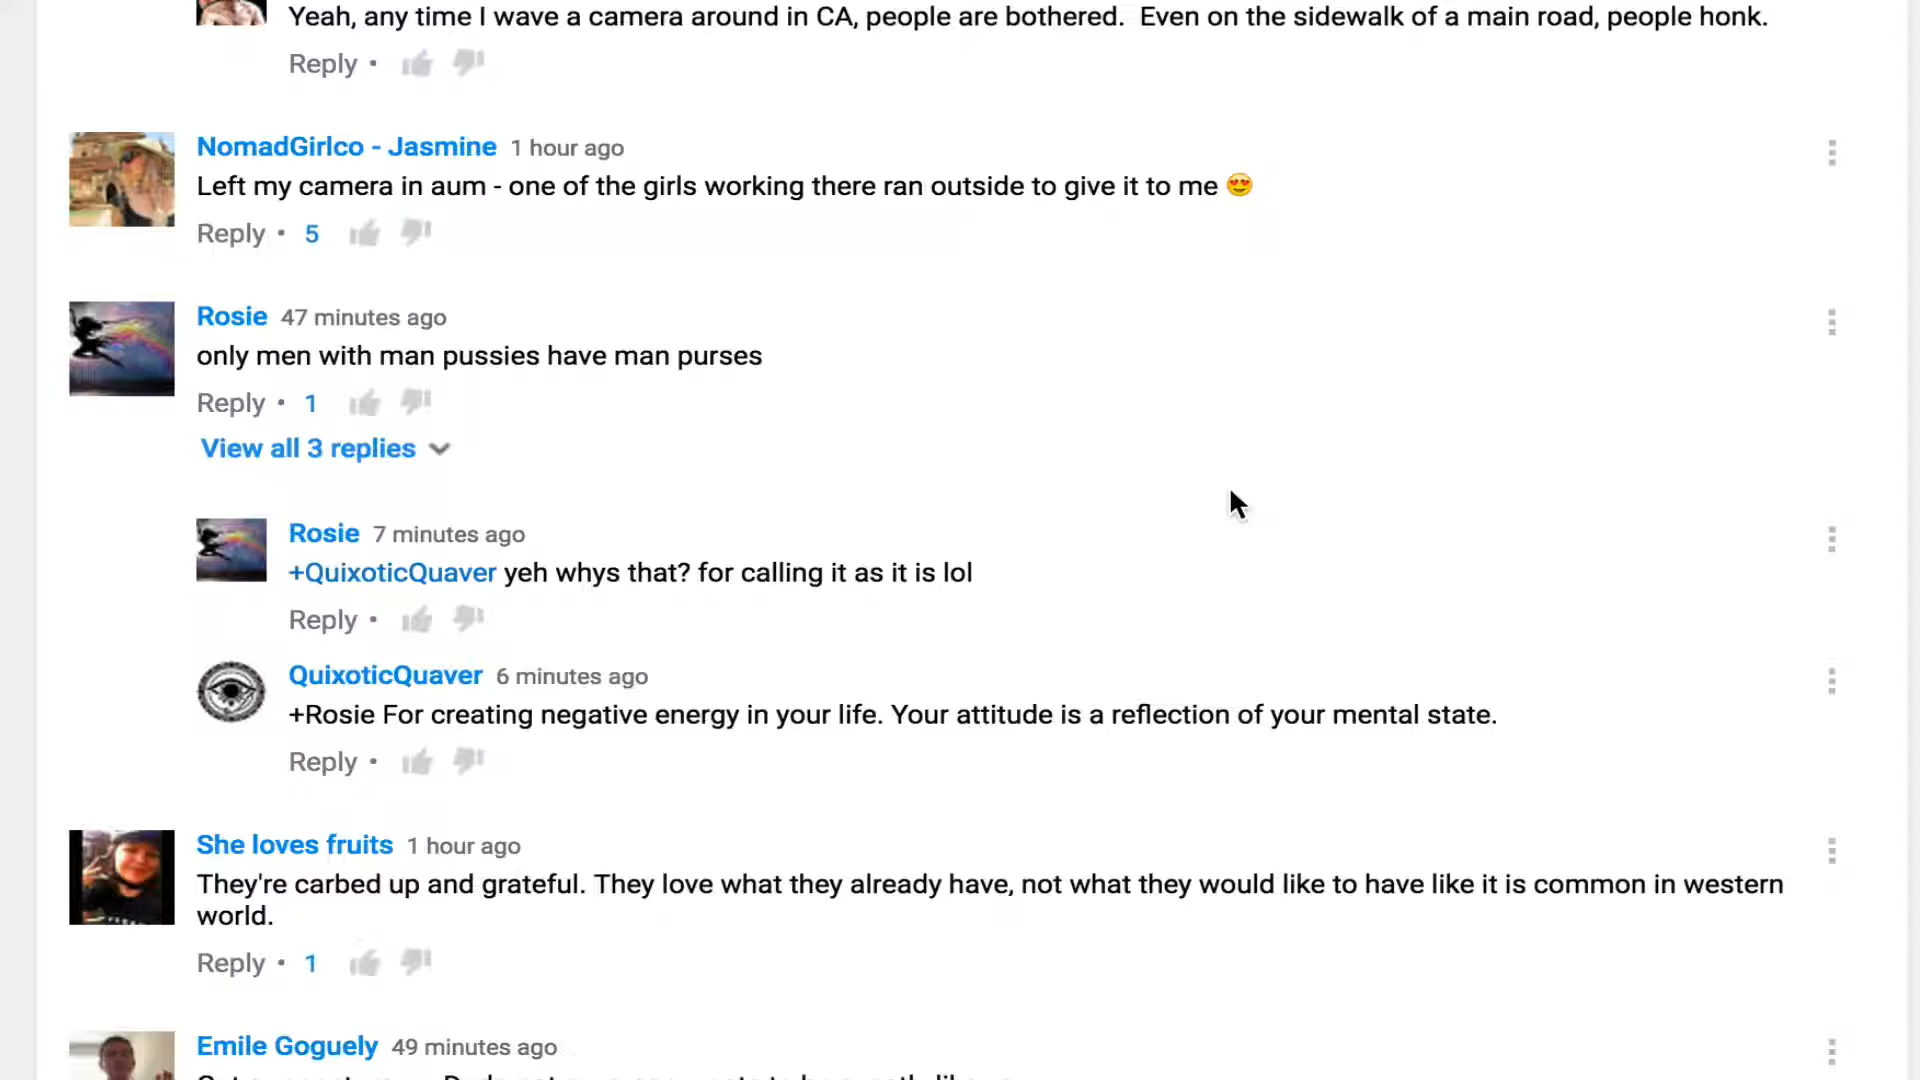 Yeah, any time I wave a camera around in CA, people are bothered.  Even on the sidewalk of a main road, people honk.
Reply •
NomadGirlco - Jasmine 1 hour ago
Left my camera in aum - one of the girls working there ran outside to give it to me 😍
Reply • 5
Rosie 47 minutes ago
only men with man pussies have man purses
Reply • 1
View all 3 replies
Rosie 7 minutes ago
+QuixoticQuaver yeh whys that? for calling it as it is lol
Reply •
QuixoticQuaver 6 minutes ago
+Rosie For creating negative energy in your life. Your attitude is a reflection of your mental state.
Reply •
She loves fruits 1 hour ago
They're carbed up and grateful. They love what they already have, not what they would like to have like it is common in western
world.
Reply • 1
Emile Goguely 49 minutes ago